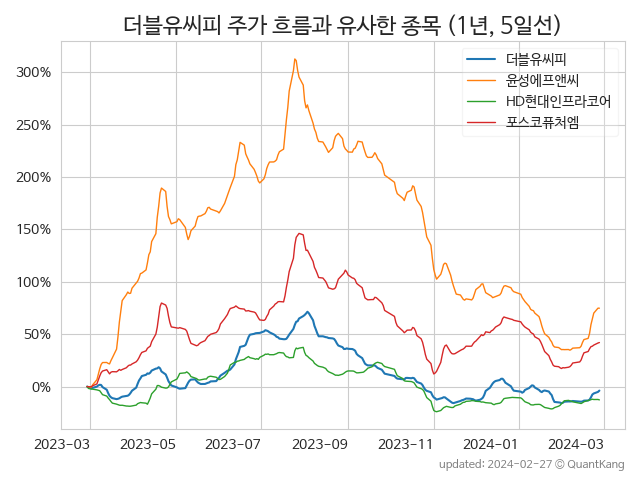 더블유씨피 주가 흐름과 유사한 종목 (1년, 5일선)
더블유씨피
윤성에프앤씨
HD현대인프라코어
포스코퓨처엠
300%
250%
200%
150%
100%
50%
0%
2023-03 2023-05 2023-07 2023-09 2023-11 2024-01 2024-03
updated: 2024-02-27 © QuantKang